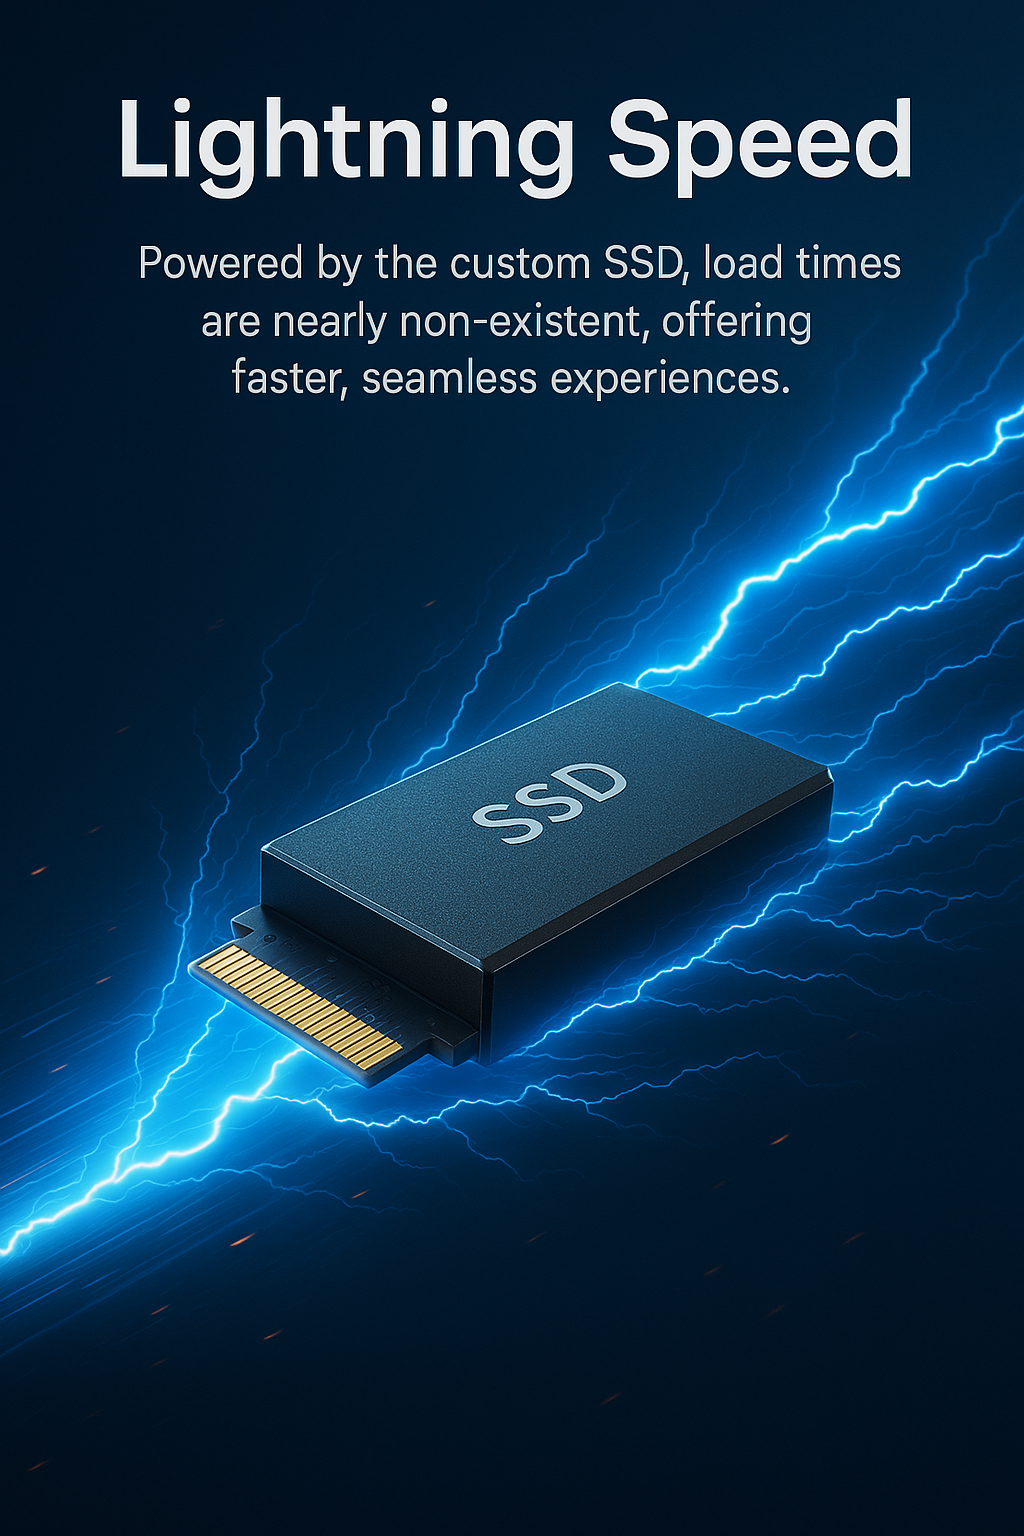 Lightning Speed
Powered by the custom SSD, load times
are nearly non-existent, offering
faster, seamless experiences.
SSD